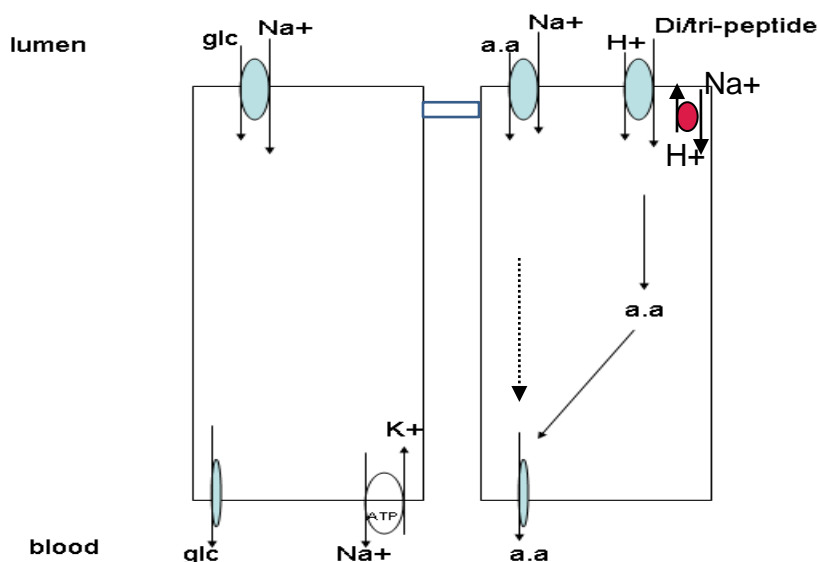 lumen
glc
Na+
a.a
Na+
H+
Di/tri-peptide
Na+
H+
a.a
K+
ATP
blood
glc
Na+
a.a